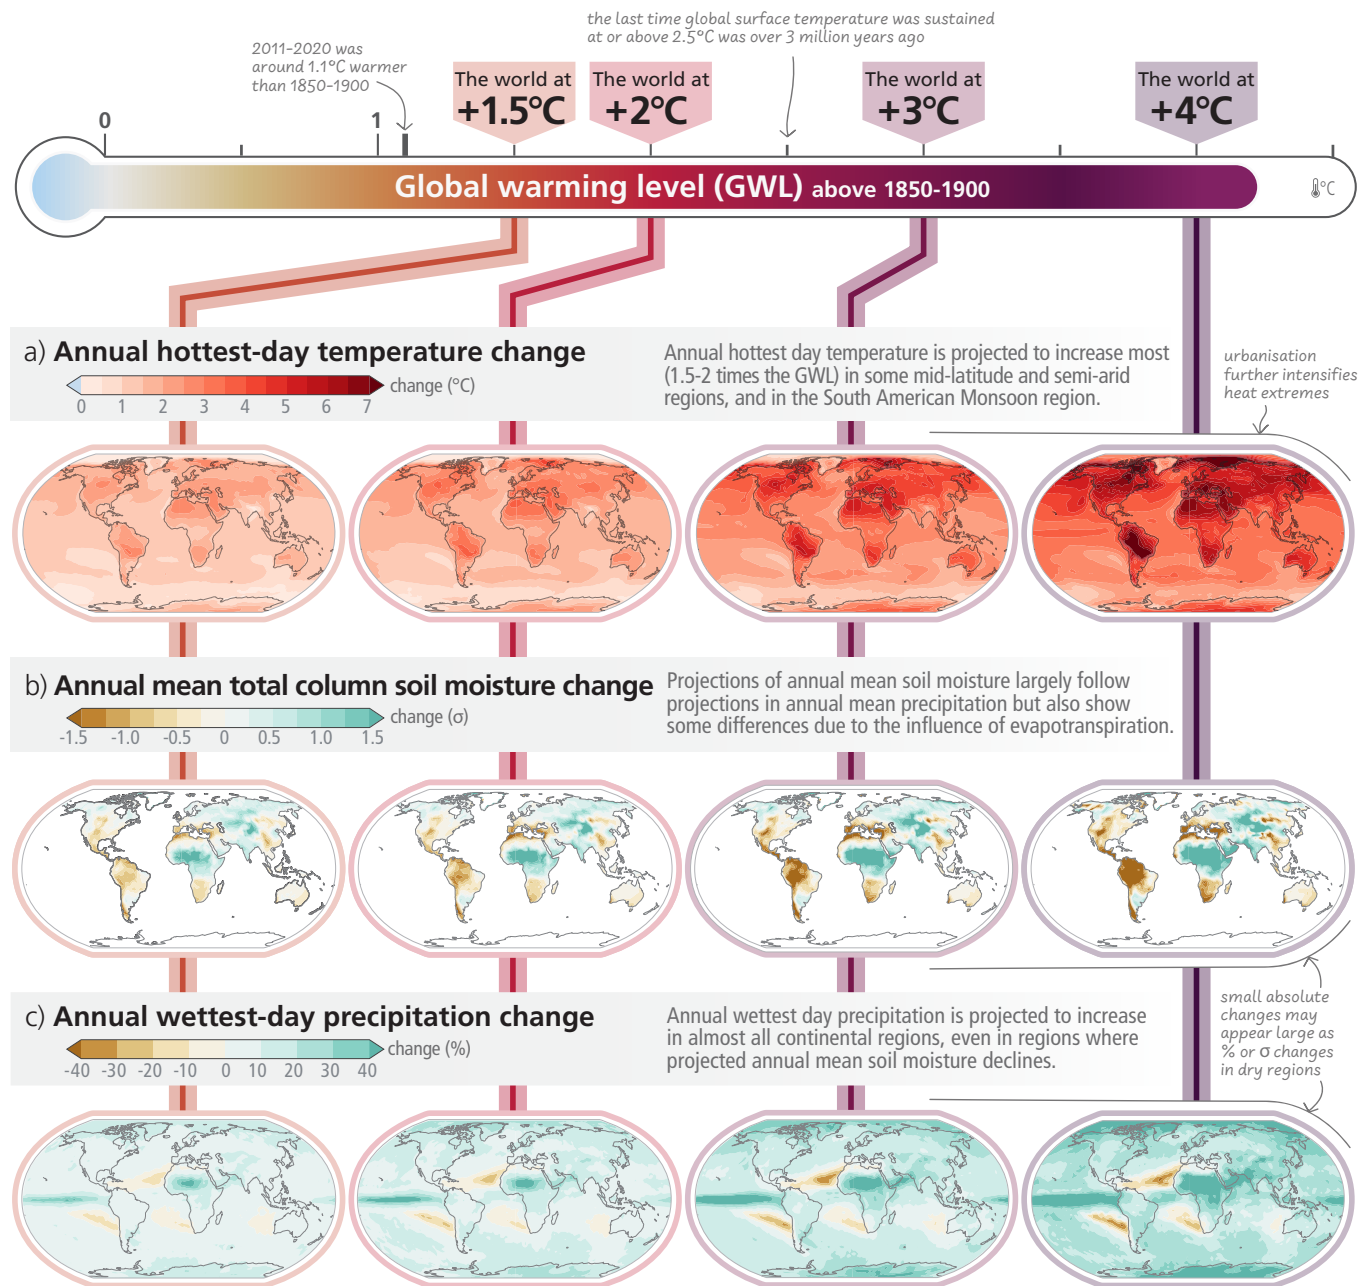 the last time global surface temperature was sustained
at or above 2.5°C was over 3 million years ago
2011-2020 was
around 1.1°C warmer
than 1850-1900
The world at
+1.5°C
The world at
+2°C
The world at
+3°C
The world at
+4°C
0
1
Global warming level (GWL) above 1850-1900
°C
a) Annual hottest-day temperature change
change (°C)
0 1 2 3 4 5 6 7
Annual hottest day temperature is projected to increase most
(1.5-2 times the GWL) in some mid-latitude and semi-arid
regions, and in the South American Monsoon region.
urbanisation
further intensifies
heat extremes
b) Annual mean total column soil moisture change
change (σ)
-1.5 -1.0 -0.5 0 0.5 1.0 1.5
Projections of annual mean soil moisture largely follow
projections in annual mean precipitation but also show
some differences due to the influence of evapotranspiration.
c) Annual wettest-day precipitation change
change (%)
-40 -30 -20 -10 0 10 20 30 40
Annual wettest day precipitation is projected to increase
in almost all continental regions, even in regions where
projected annual mean soil moisture declines.
small absolute
changes may
appear large as
% or σ changes
in dry regions